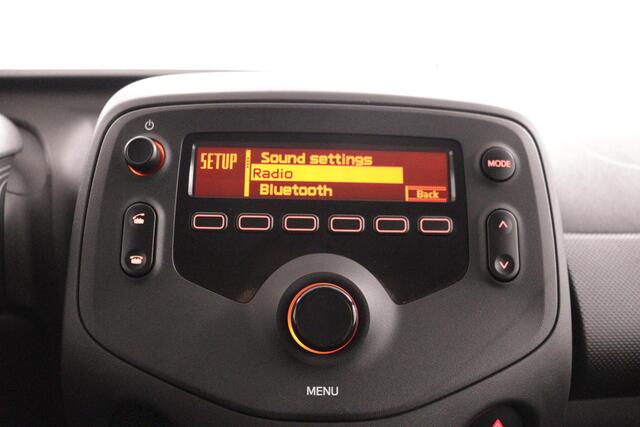 SETUP
Sound settings
Radio
Bluetooth
Back
MODE
MENU